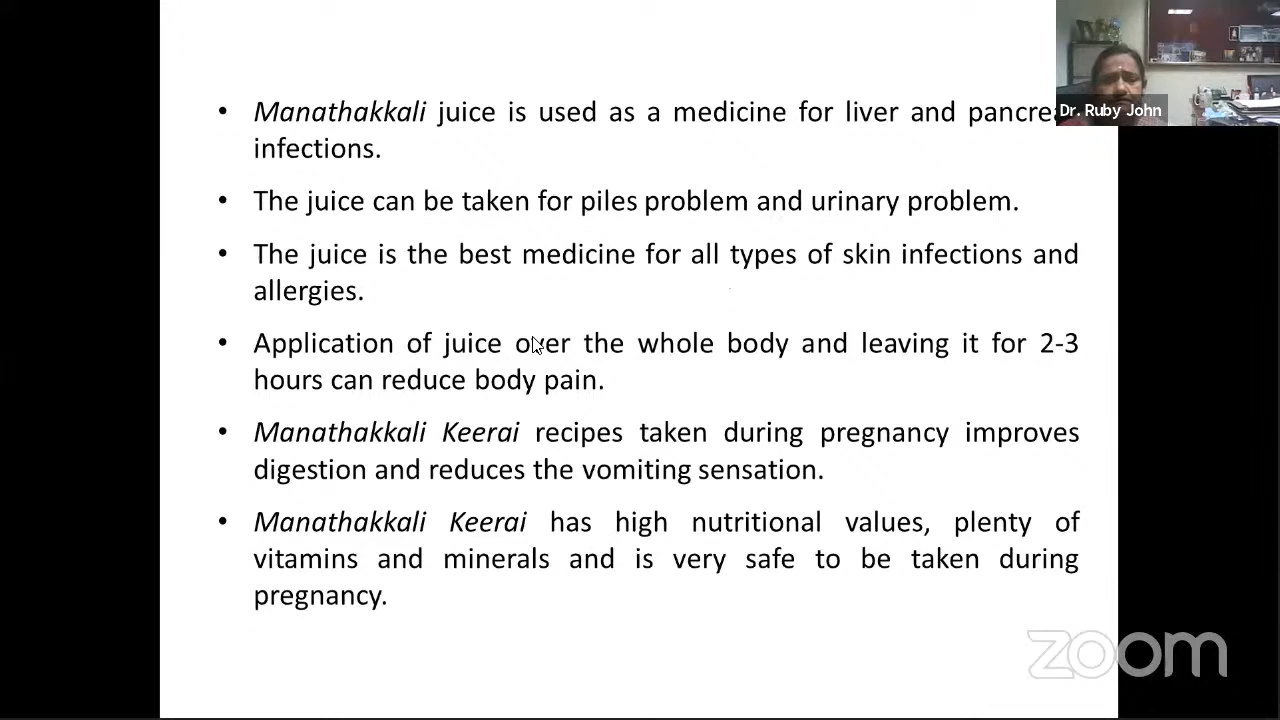 • Manathakkali juice is used as a medicine for liver and
infections.
• The juice can be taken for piles problem and urinary problem.
• The juice is the best medicine for all types of skin infections and
allergies.
• Application of juice over the whole body and leaving it for 2-3
hours can reduce body pain.
• Manathakkali Keerai recipes taken during pregnancy improves
digestion and reduces the vomiting sensation.
• Manathakkali Keerai has high nutritional values, plenty of
vitamins and minerals and is very safe to be taken during
pregnancy.
Dr. Ruby John
zoom